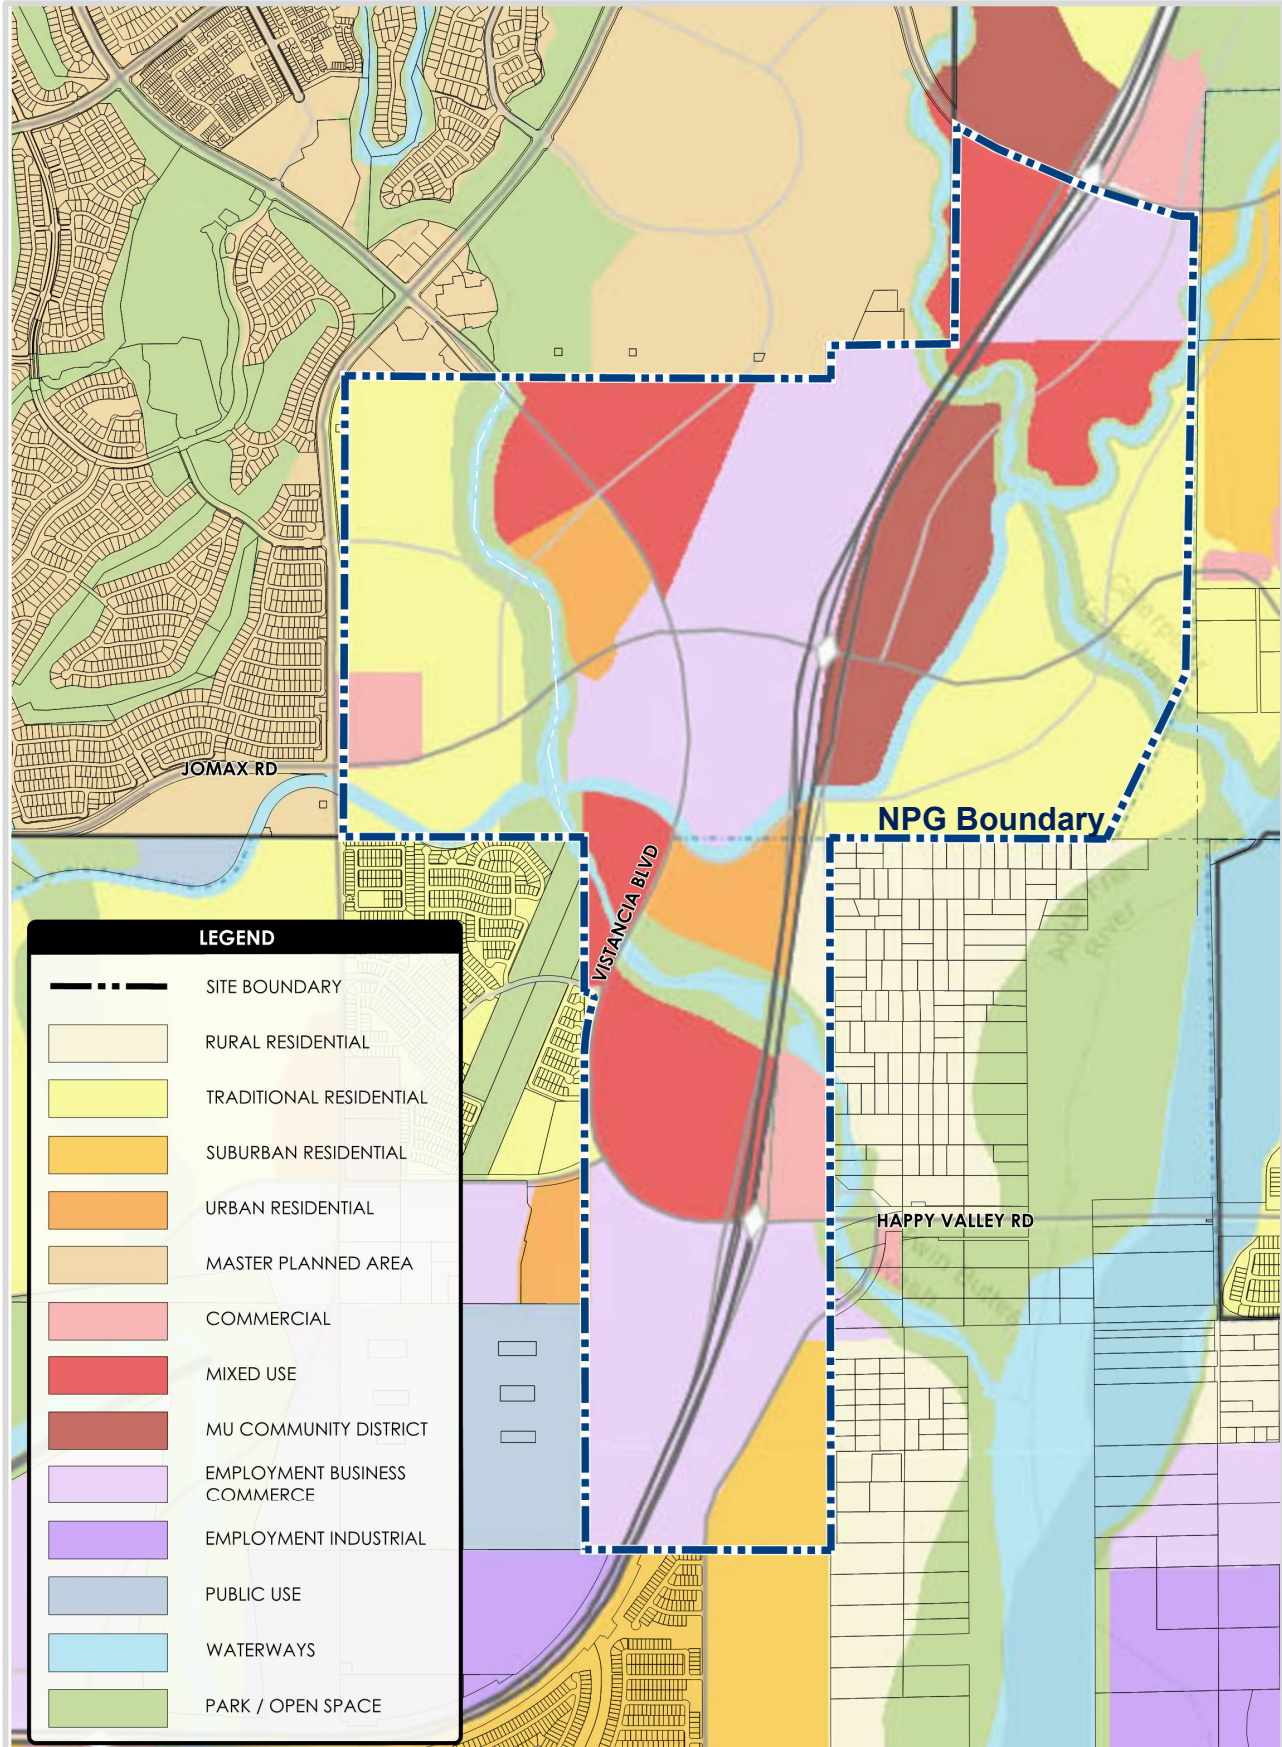 JOMAX RD
NPG Boundary
VISTANCIA BLVD
HAPPY VALLEY RD
River
LEGEND
SITE BOUNDARY
RURAL RESIDENTIAL
TRADITIONAL RESIDENTIAL
SUBURBAN RESIDENTIAL
URBAN RESIDENTIAL
MASTER PLANNED AREA
COMMERCIAL
MIXED USE
MU COMMUNITY DISTRICT
EMPLOYMENT BUSINESS
COMMERCE
EMPLOYMENT INDUSTRIAL
PUBLIC USE
WATERWAYS
PARK / OPEN SPACE